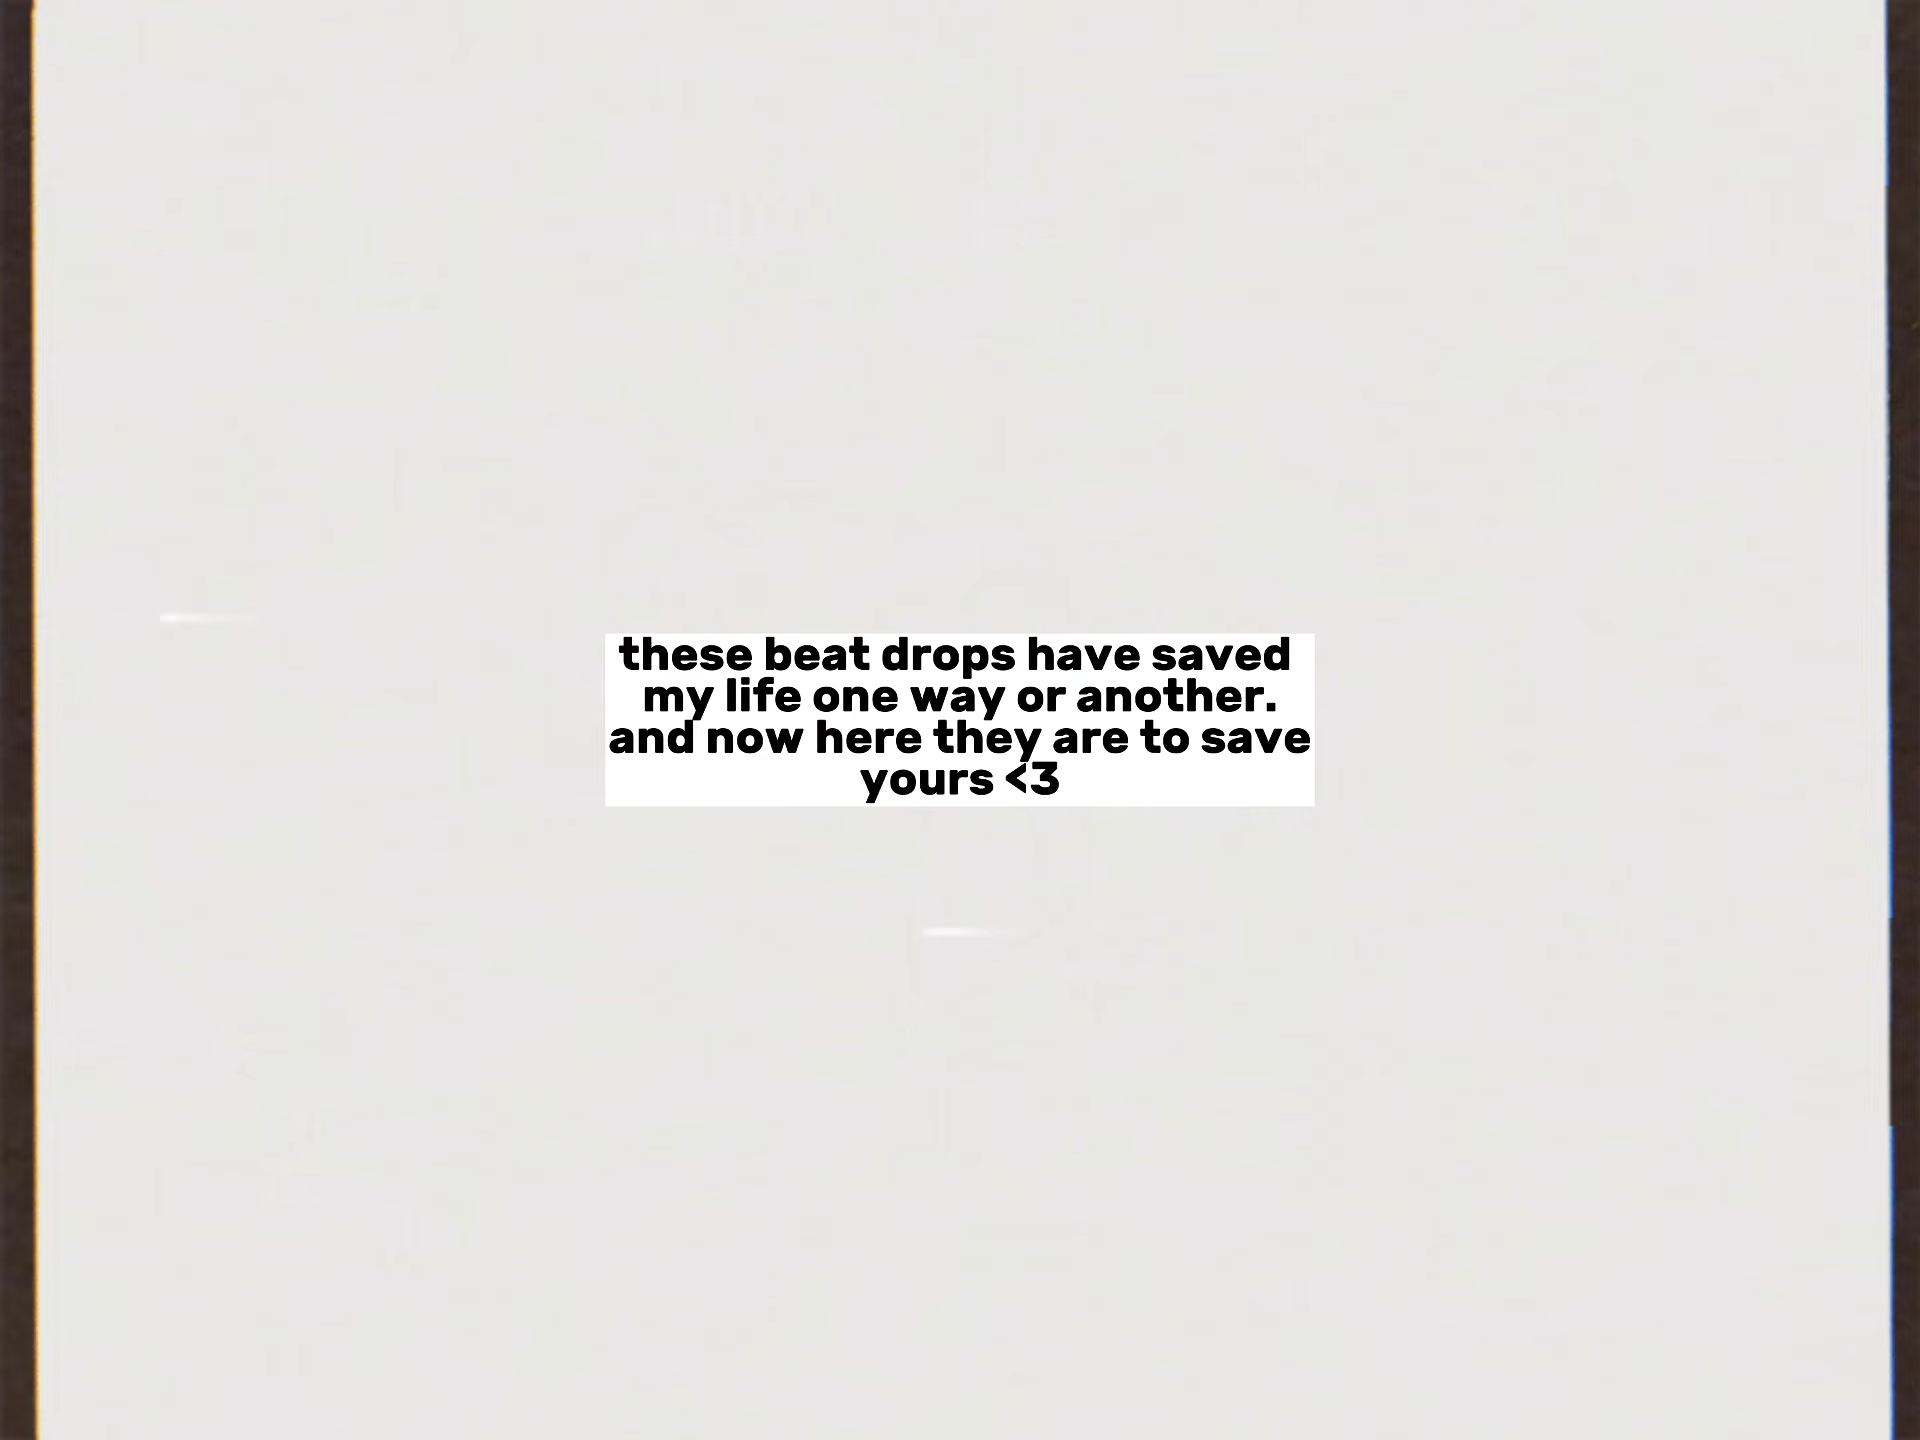 these beat drops have saved
my life one way or another.
and now here they are to save
yours <3